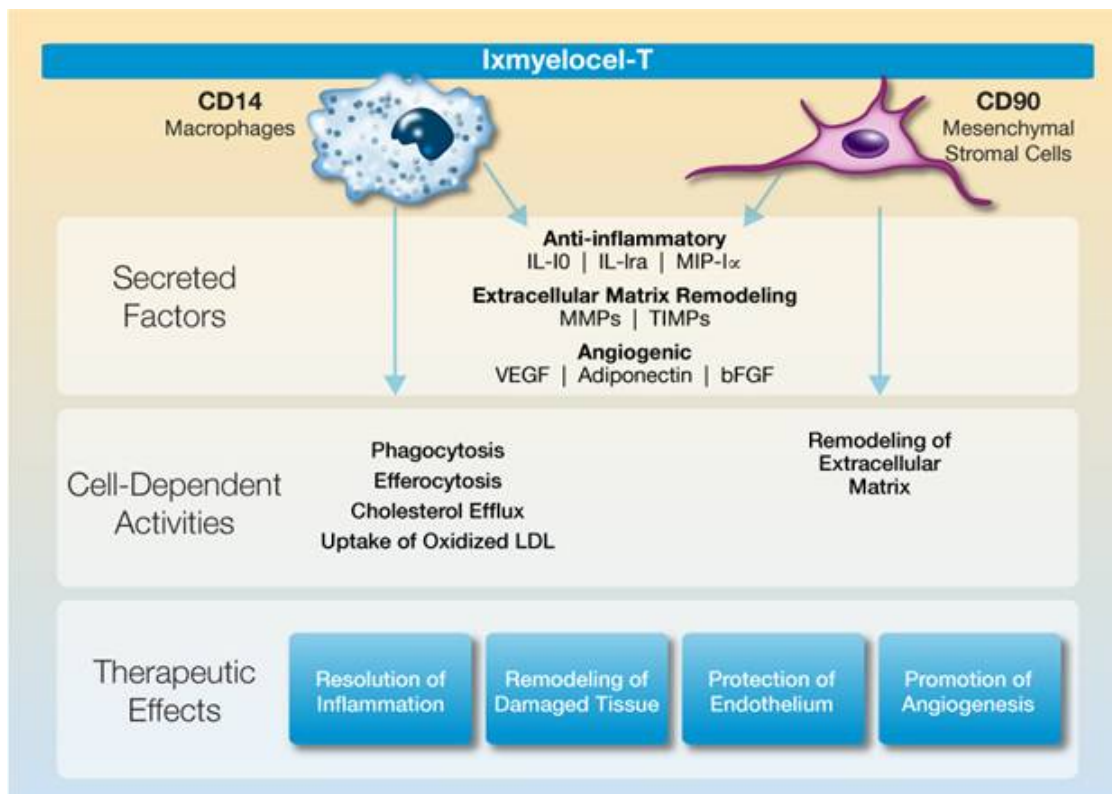 Ixmyelocel-T
CD14
Macrophages
CD90
Mesenchymal
Stromal Cells
Secreted
Factors
Anti-inflammatory
IL-I0 | IL-Ira | MIP-I∝
Extracellular Matrix Remodeling
MMPs | TIMPs
Angiogenic
VEGF | Adiponectin | bFGF
Cell-Dependent
Activities
Phagocytosis
Efferocytosis
Cholesterol Efflux
Uptake of Oxidized LDL
Remodeling of
Extracellular
Matrix
Therapeutic
Effects
Resolution of
Inflammation
Remodeling of
Damaged Tissue
Protection of
Endothelium
Promotion of
Angiogenesis